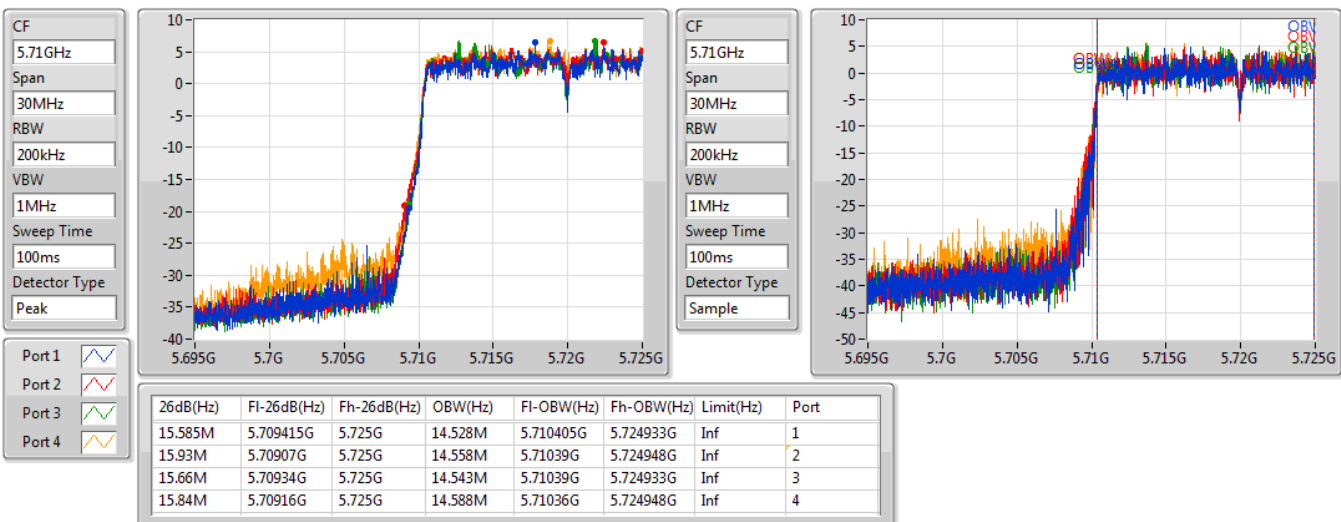 CF
5.71GHz
Span
30MHz
RBW
200kHz
VBW
1MHz
Sweep Time
100ms
Detector Type
Peak
10
5
0
-5
-10
-15
-20
-25
-30
-35
-40
5.695G 5.7G 5.705G 5.71G 5.715G 5.72G 5.725G
CF
5.71GHz
Span
30MHz
RBW
200kHz
VBW
1MHz
Sweep Time
100ms
Detector Type
Sample
10
5
0
-5
-10
-15
-20
-25
-30
-35
-40
-45
-50
5.695G 5.7G 5.705G 5.71G 5.715G 5.72G 5.725G
Port 1
Port 2
Port 3
Port 4
26dB(Hz) Fl-26dB(Hz) Fh-26dB(Hz) OBW(Hz) Fl-OBW(Hz) Fh-OBW(Hz) Limit(Hz) Port
15.585M 5.709415G 5.725G 14.528M 5.710405G 5.724933G Inf 1
15.93M 5.70907G 5.725G 14.558M 5.71039G 5.724948G Inf 2
15.66M 5.70934G 5.725G 14.543M 5.71039G 5.724933G Inf 3
15.84M 5.70916G 5.725G 14.588M 5.71036G 5.724948G Inf 4